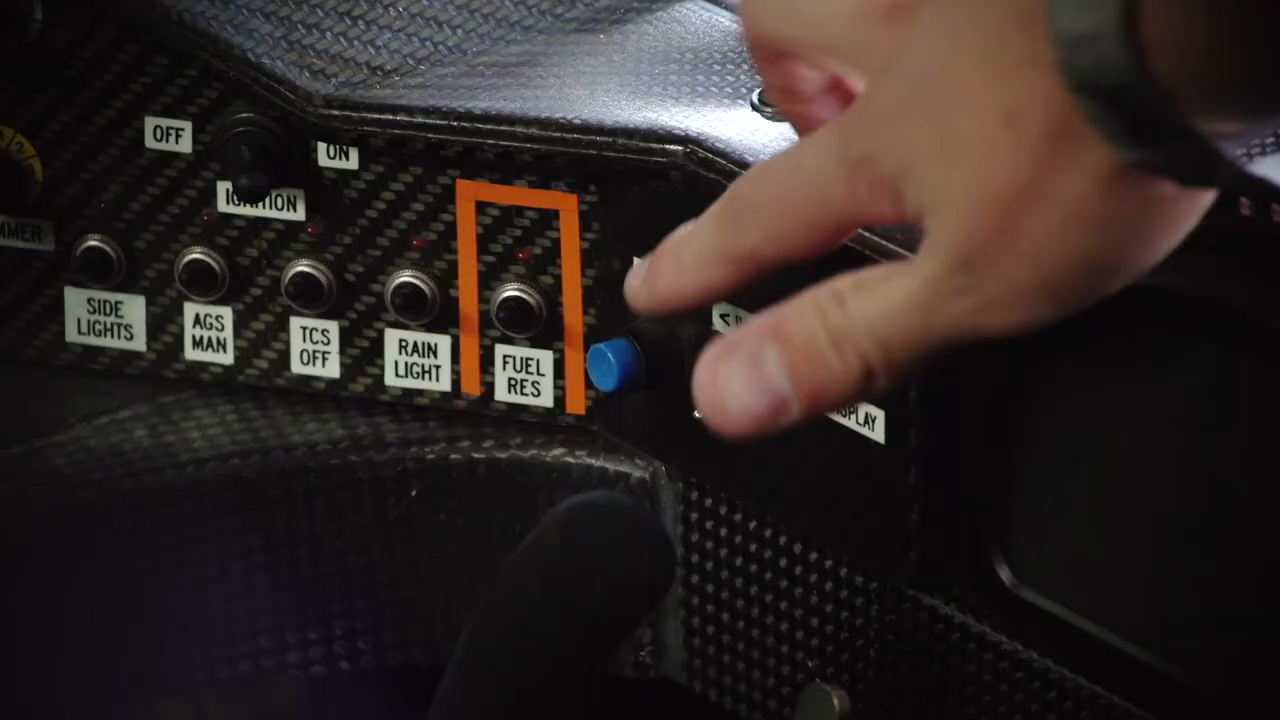 OFF
ON
IGNITION
SIDE
LIGHTS
AGS
MAN
TCS
OFF
RAIN
LIGHT
FUEL
RES